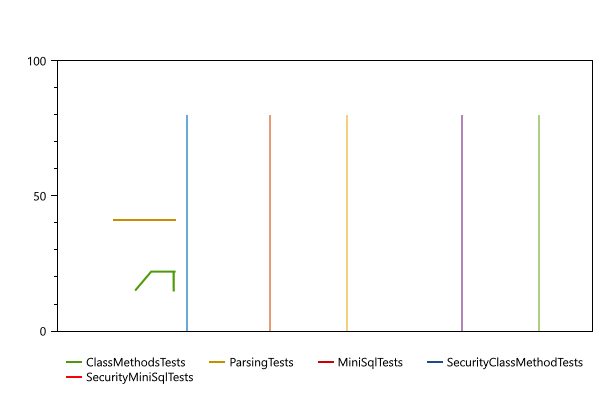 100
50
0
ClassMethodsTests ParsingTests MiniSqlTests SecurityClassMethodTests
SecurityMiniSqlTests